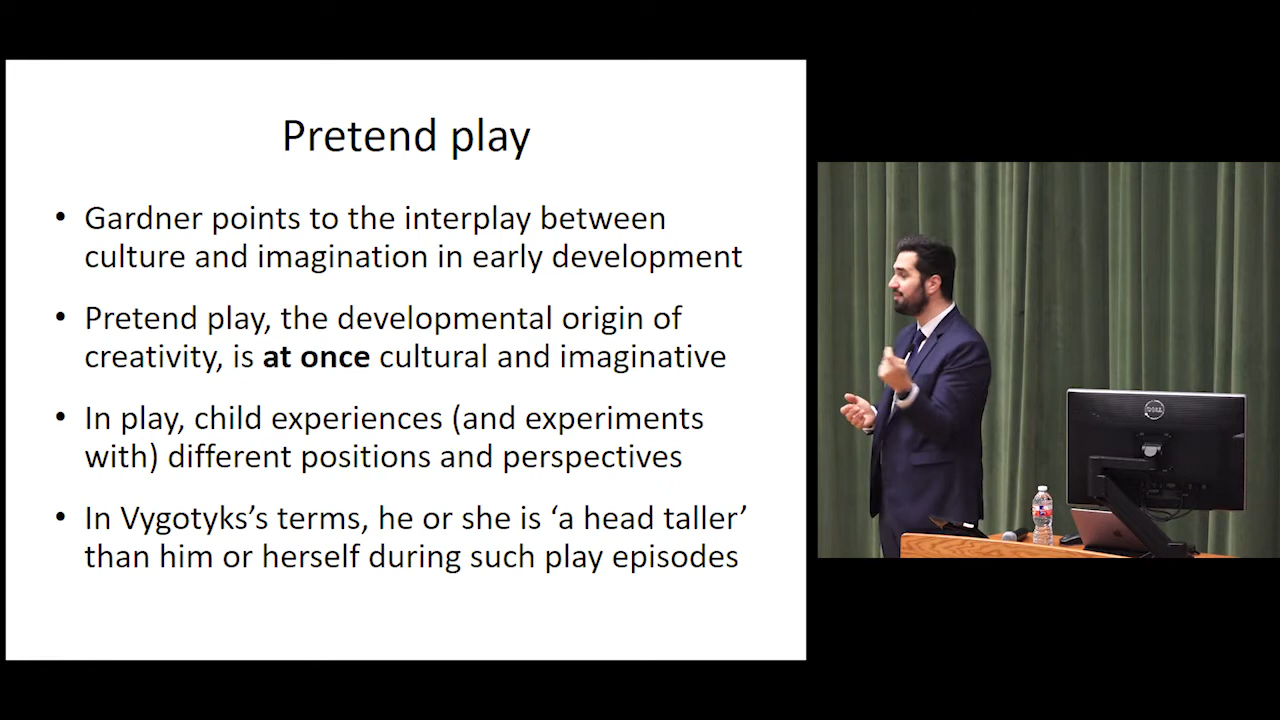 Pretend play
• Gardner points to the interplay between
culture and imagination in early development
• Pretend play, the developmental origin of
creativity, is at once cultural and imaginative
• In play, child experiences (and experiments
with) different positions and perspectives
• In Vygotyks’s terms, he or she is ‘a head taller’
than him or herself during such play episodes
DELL